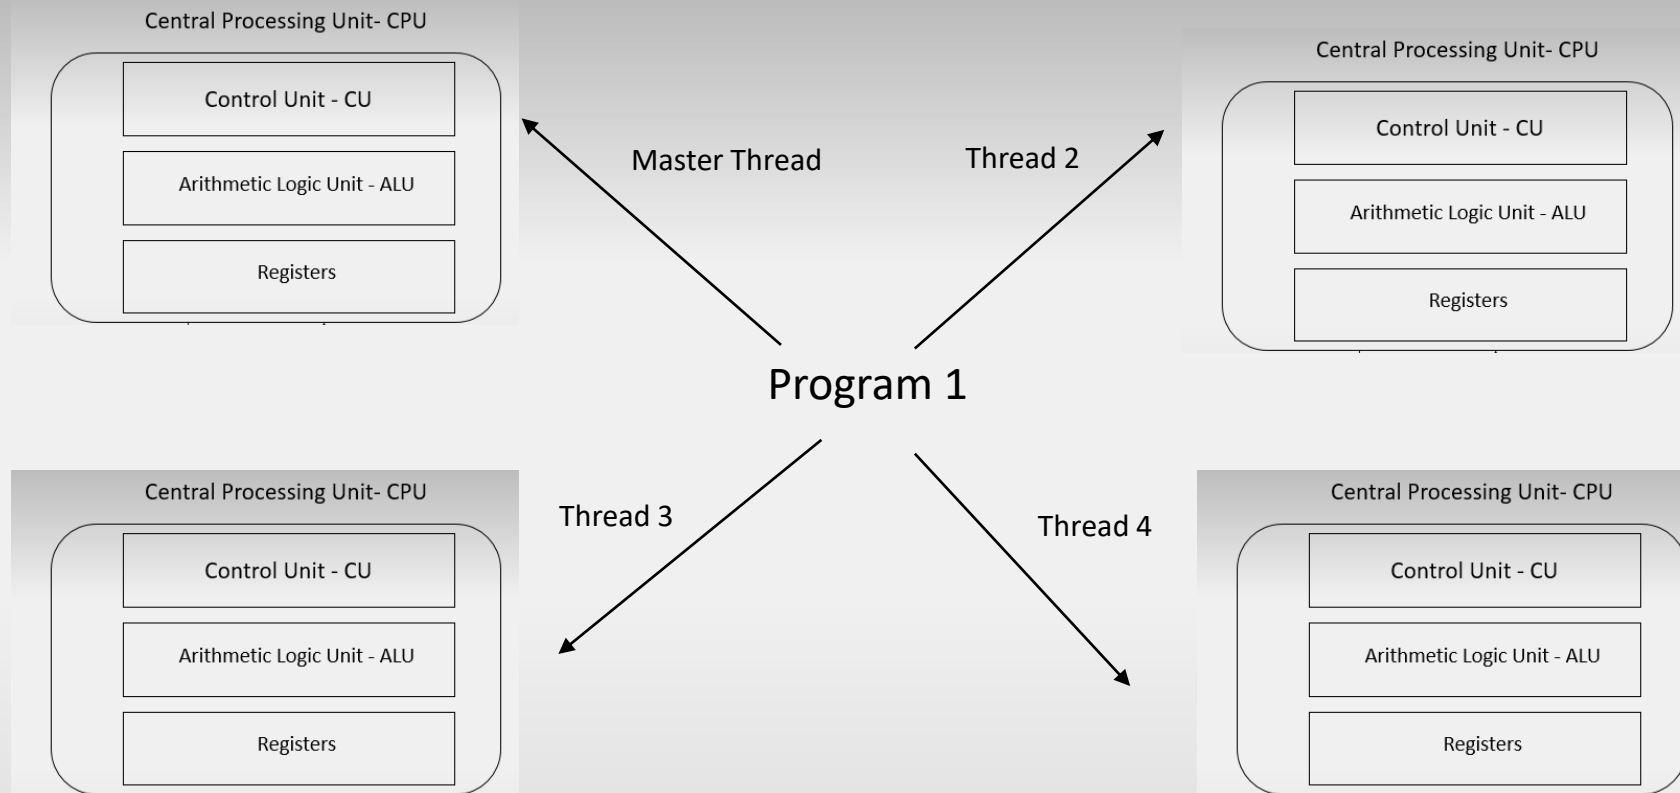 Central Processing Unit- CPU
Control Unit - CU
Arithmetic Logic Unit - ALU
Registers
Central Processing Unit- CPU
Control Unit - CU
Arithmetic Logic Unit - ALU
Registers
Master Thread
Thread 2
Program 1
Thread 3
Thread 4
Central Processing Unit- CPU
Control Unit - CU
Arithmetic Logic Unit - ALU
Registers
Central Processing Unit- CPU
Control Unit - CU
Arithmetic Logic Unit - ALU
Registers